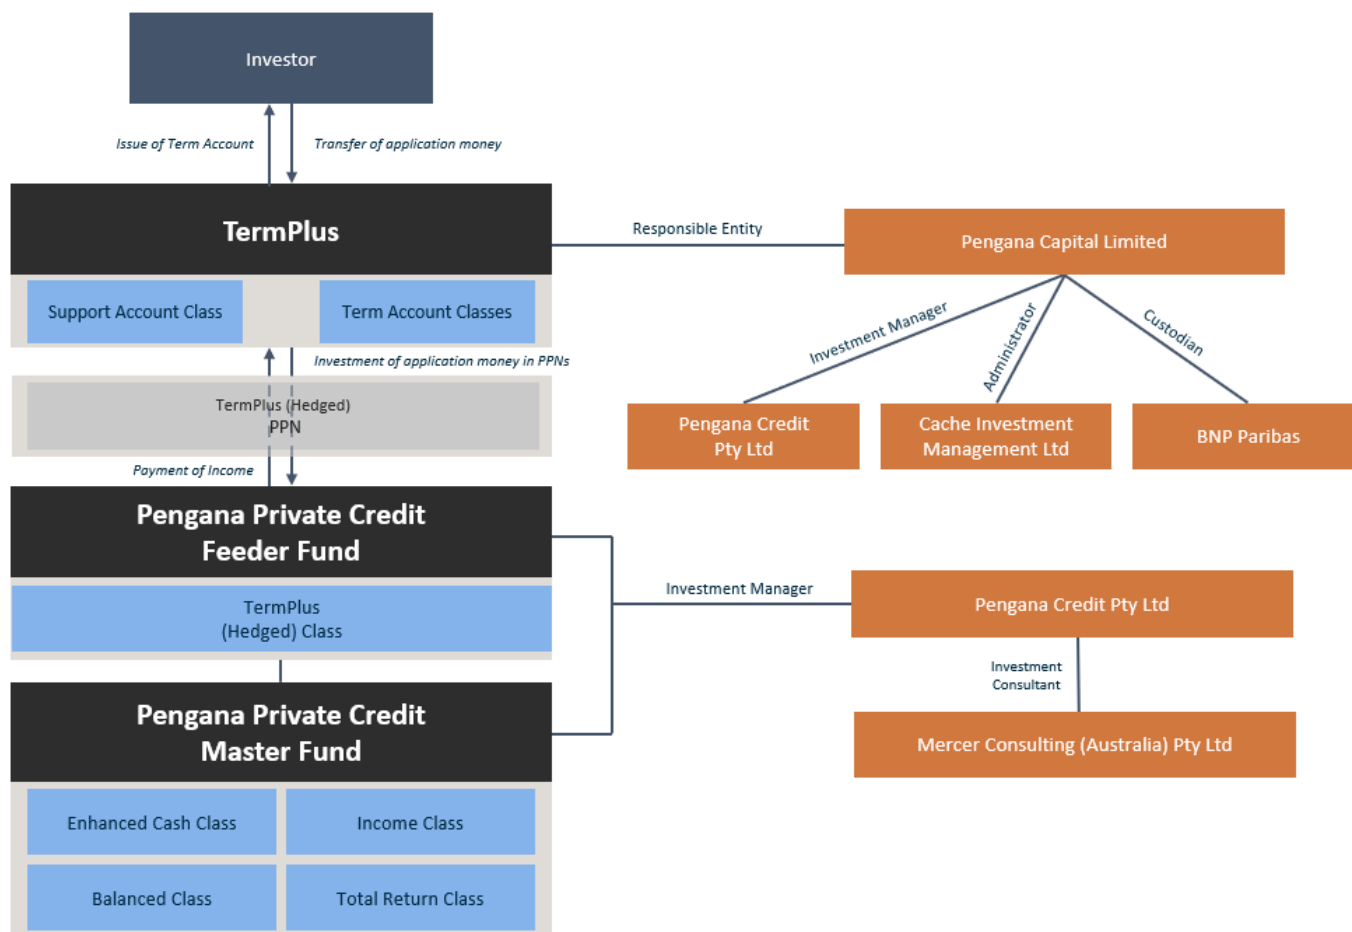 Investor
Issue of Term Account
Transfer of application money
TermPlus
Responsible Entity
Pengana Capital Limited
Support Account Class
Term Account Classes
Investment Manager
Administrator
Custodian
Investment of application money in PPNs
TermPlus (Hedged)
PPN
Pengana Credit
Pty Ltd
Cache Investment
Management Ltd
BNP Paribas
Payment of Income
Pengana Private Credit
Feeder Fund
Investment Manager
Pengana Credit Pty Ltd
TermPlus
(Hedged) Class
Investment
Consultant
Pengana Private Credit
Master Fund
Mercer Consulting (Australia) Pty Ltd
Enhanced Cash Class
Income Class
Balanced Class
Total Return Class